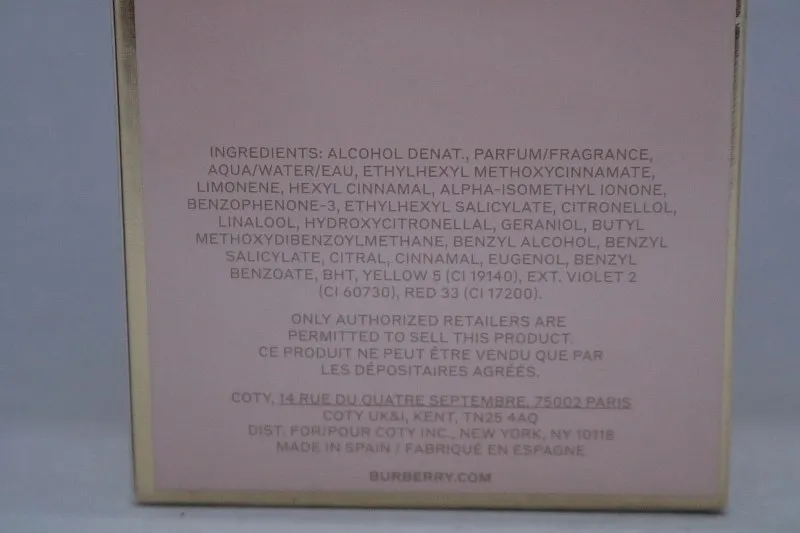 INGREDIENTS: ALCOHOL DENAT., PARFUM/FRAGRANCE,
AQUA/WATER/EAU, ETHYLHEXYL METHOXYCINNAMATE,
LIMONENE, HEXYL CINNAMAL, ALPHA-ISOMETHYL IONONE,
BENZOPHENONE-3, ETHYLHEXYL SALICYLATE, CITRONELLOL,
LINALOOL, HYDROXYCITRONELLAL, GERANIOL, BUTYL
METHOXYDIBENZOYLMETHANE, BENZYL ALCOHOL, BENZYL
SALICYLATE, CITRAL, CINNAMAL, EUGENOL, BENZYL
BENZOATE, BHT, YELLOW 5 (CI 19140), EXT. VIOLET 2
(CI 60730), RED 33 (CI 17200).
ONLY AUTHORIZED RETAILERS ARE
PERMITTED TO SELL THIS PRODUCT.
CE PRODUIT NE PEUT ÊTRE VENDU QUE PAR
LES DÉPOSITAIRES AGRÉÉS.
COTY, 14 RUE DU QUATRE SEPTEMBRE, 75002 PARIS
COTY UK&I, KENT, TN25 4AQ
DIST: FOR/POUR COTY INC., NEW YORK, NY 10118
MADE IN SPAIN / FABRIQUÉ EN ESPAGNE
BURBERRY.COM